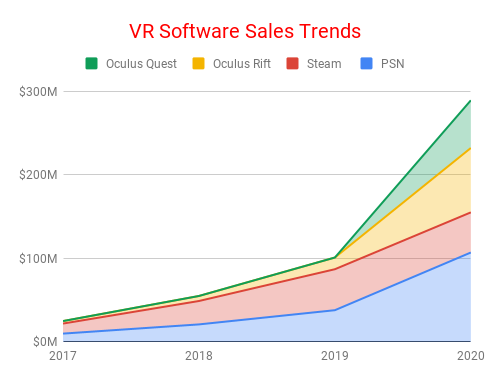 VR Software Sales Trends
Oculus Quest Oculus Rift Steam PSN
$300M
$200M
$100M
$0M
2017 2018 2019 2020